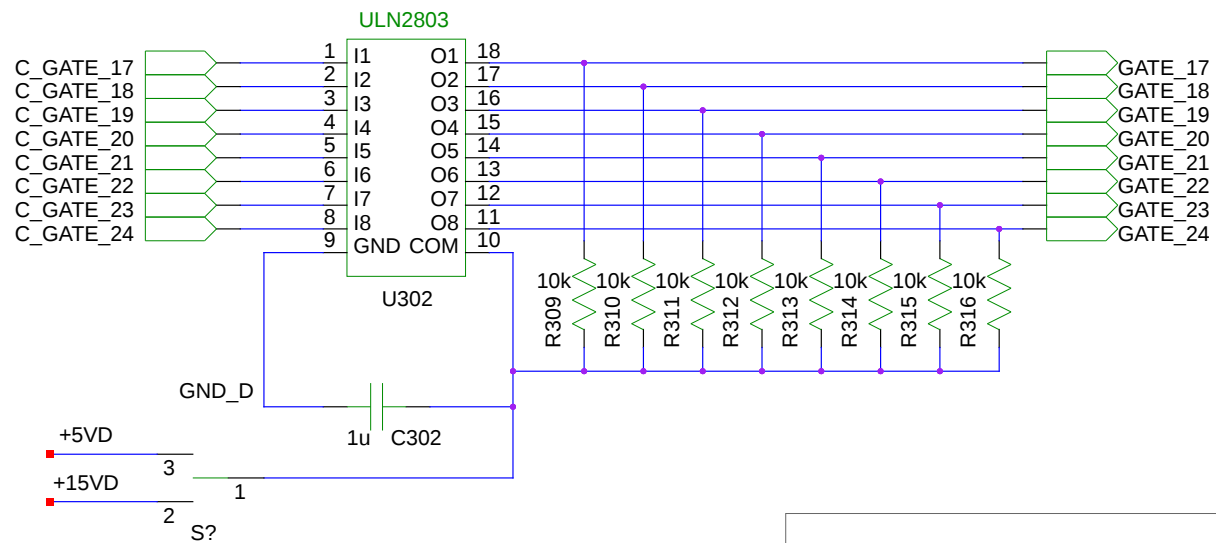 ULN2803
C_GATE_17 1 I1 O1 18 GATE_17
C_GATE_18 2 I2 O2 17 GATE_18
C_GATE_19 3 I3 O3 16 GATE_19
C_GATE_20 4 I4 O4 15 GATE_20
C_GATE_21 5 I5 O5 14 GATE_21
C_GATE_22 6 I6 O6 13 GATE_22
C_GATE_23 7 I7 O7 12 GATE_23
C_GATE_24 8 I8 O8 11 GATE_24
9 GND COM 10
U302
10k 10k 10k 10k 10k 10k 10k 10k
R309 R310 R311 R312 R313 R314 R315 R316
GND_D
1u C302
+5VD
3
+15VD
1
2
S?